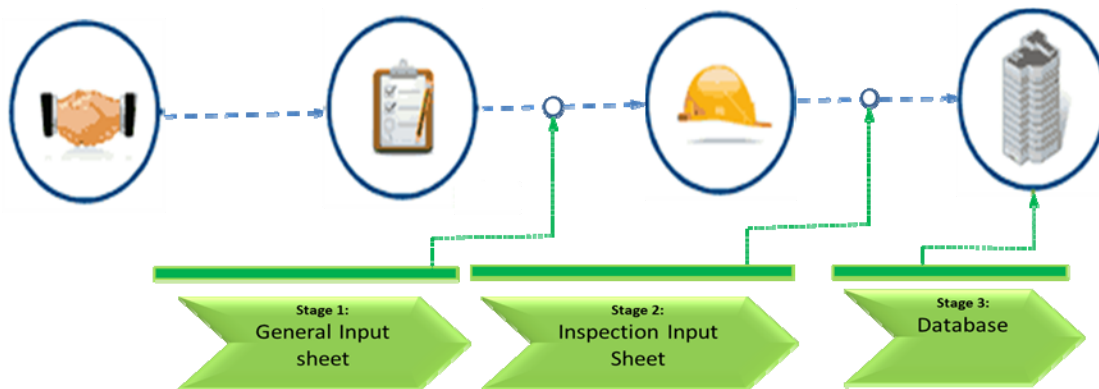 Stage 1:
General Input
sheet
Stage 2:
Inspection Input
Sheet
Stage 3:
Database